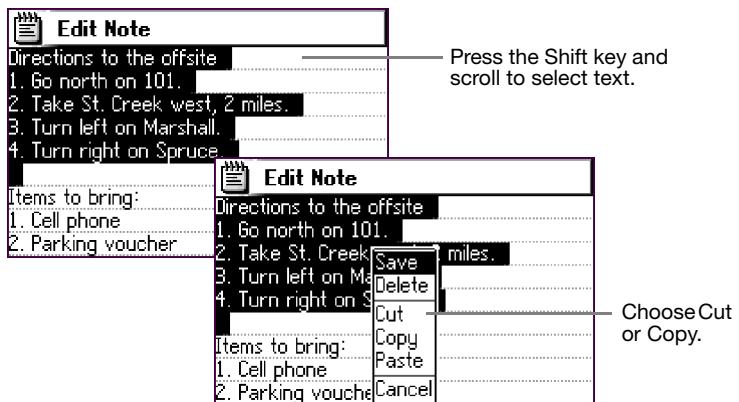 Edit Note
Directions to the offsite
1. Go north on 101.
2. Take St. Creek west, 2 miles.
3. Turn left on Marshall.
4. Turn right on Spruce.
Items to bring:
1. Cell phone
2. Parking voucher
Press the Shift key and
scroll to select text.
Edit Note
Directions to the offsite
1. Go north on 101.
2. Take St. Creek miles.
3. Turn left on Ma
4. Turn right on S
Items to bring:
1. Cell phone
2. Parking vouche
Save
Delete
Cut
Copy
Paste
Cancel
Choose Cut
or Copy.